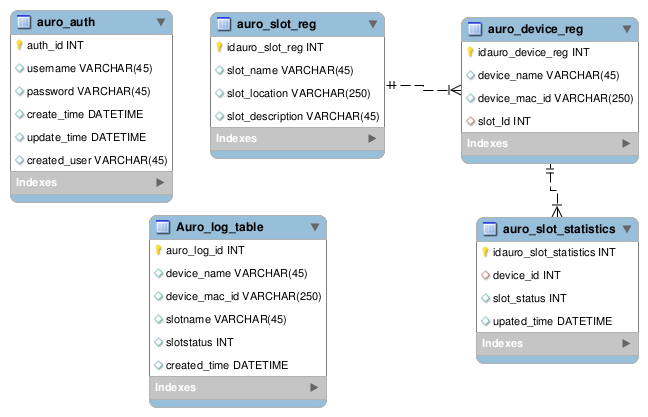 auro_auth
auth_id INT
username VARCHAR(45)
password VARCHAR(45)
create_time DATETIME
update_time DATETIME
created_user VARCHAR(45)
Indexes
auro_slot_reg
idauro_slot_reg INT
slot_name VARCHAR(45)
slot_location VARCHAR(250)
slot_description VARCHAR(45)
Indexes
auro_device_reg
idauro_device_reg INT
device_name VARCHAR(45)
device_mac_id VARCHAR(250)
slot_Id INT
Indexes
Auro_log_table
auro_log_id INT
device_name VARCHAR(45)
device_mac_id VARCHAR(250)
slotname VARCHAR(45)
slotstatus INT
created_time DATETIME
Indexes
auro_slot_statistics
idauro_slot_statistics INT
device_id INT
slot_status INT
upated_time DATETIME
Indexes